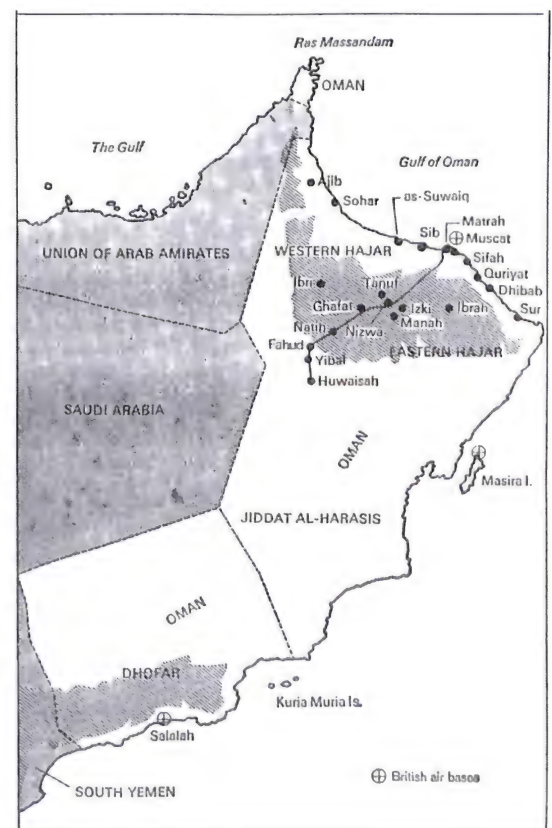 Ras Massandam
OMAN
The Gulf
Gulf of Oman
Ajib
Sohar
as-Suwaiq
Matrah
Sib
Muscat
UNION OF ARAB AMIRATES
WESTERN HAJAR
Sifah
Quriyat
Ibri
Tanuf
Dhibab
Ghafat
Izki
Ibrah
Sur
Manah
Natih
Nizwa
Fahud
EASTERN HAJAR
Yibal
Huwaisah
SAUDI ARABIA
OMAN
Masira I.
JIDDAT AL-HARASIS
OMAN
DHOFAR
Kuria Muria Is.
Salalah
British air bases
SOUTH YEMEN